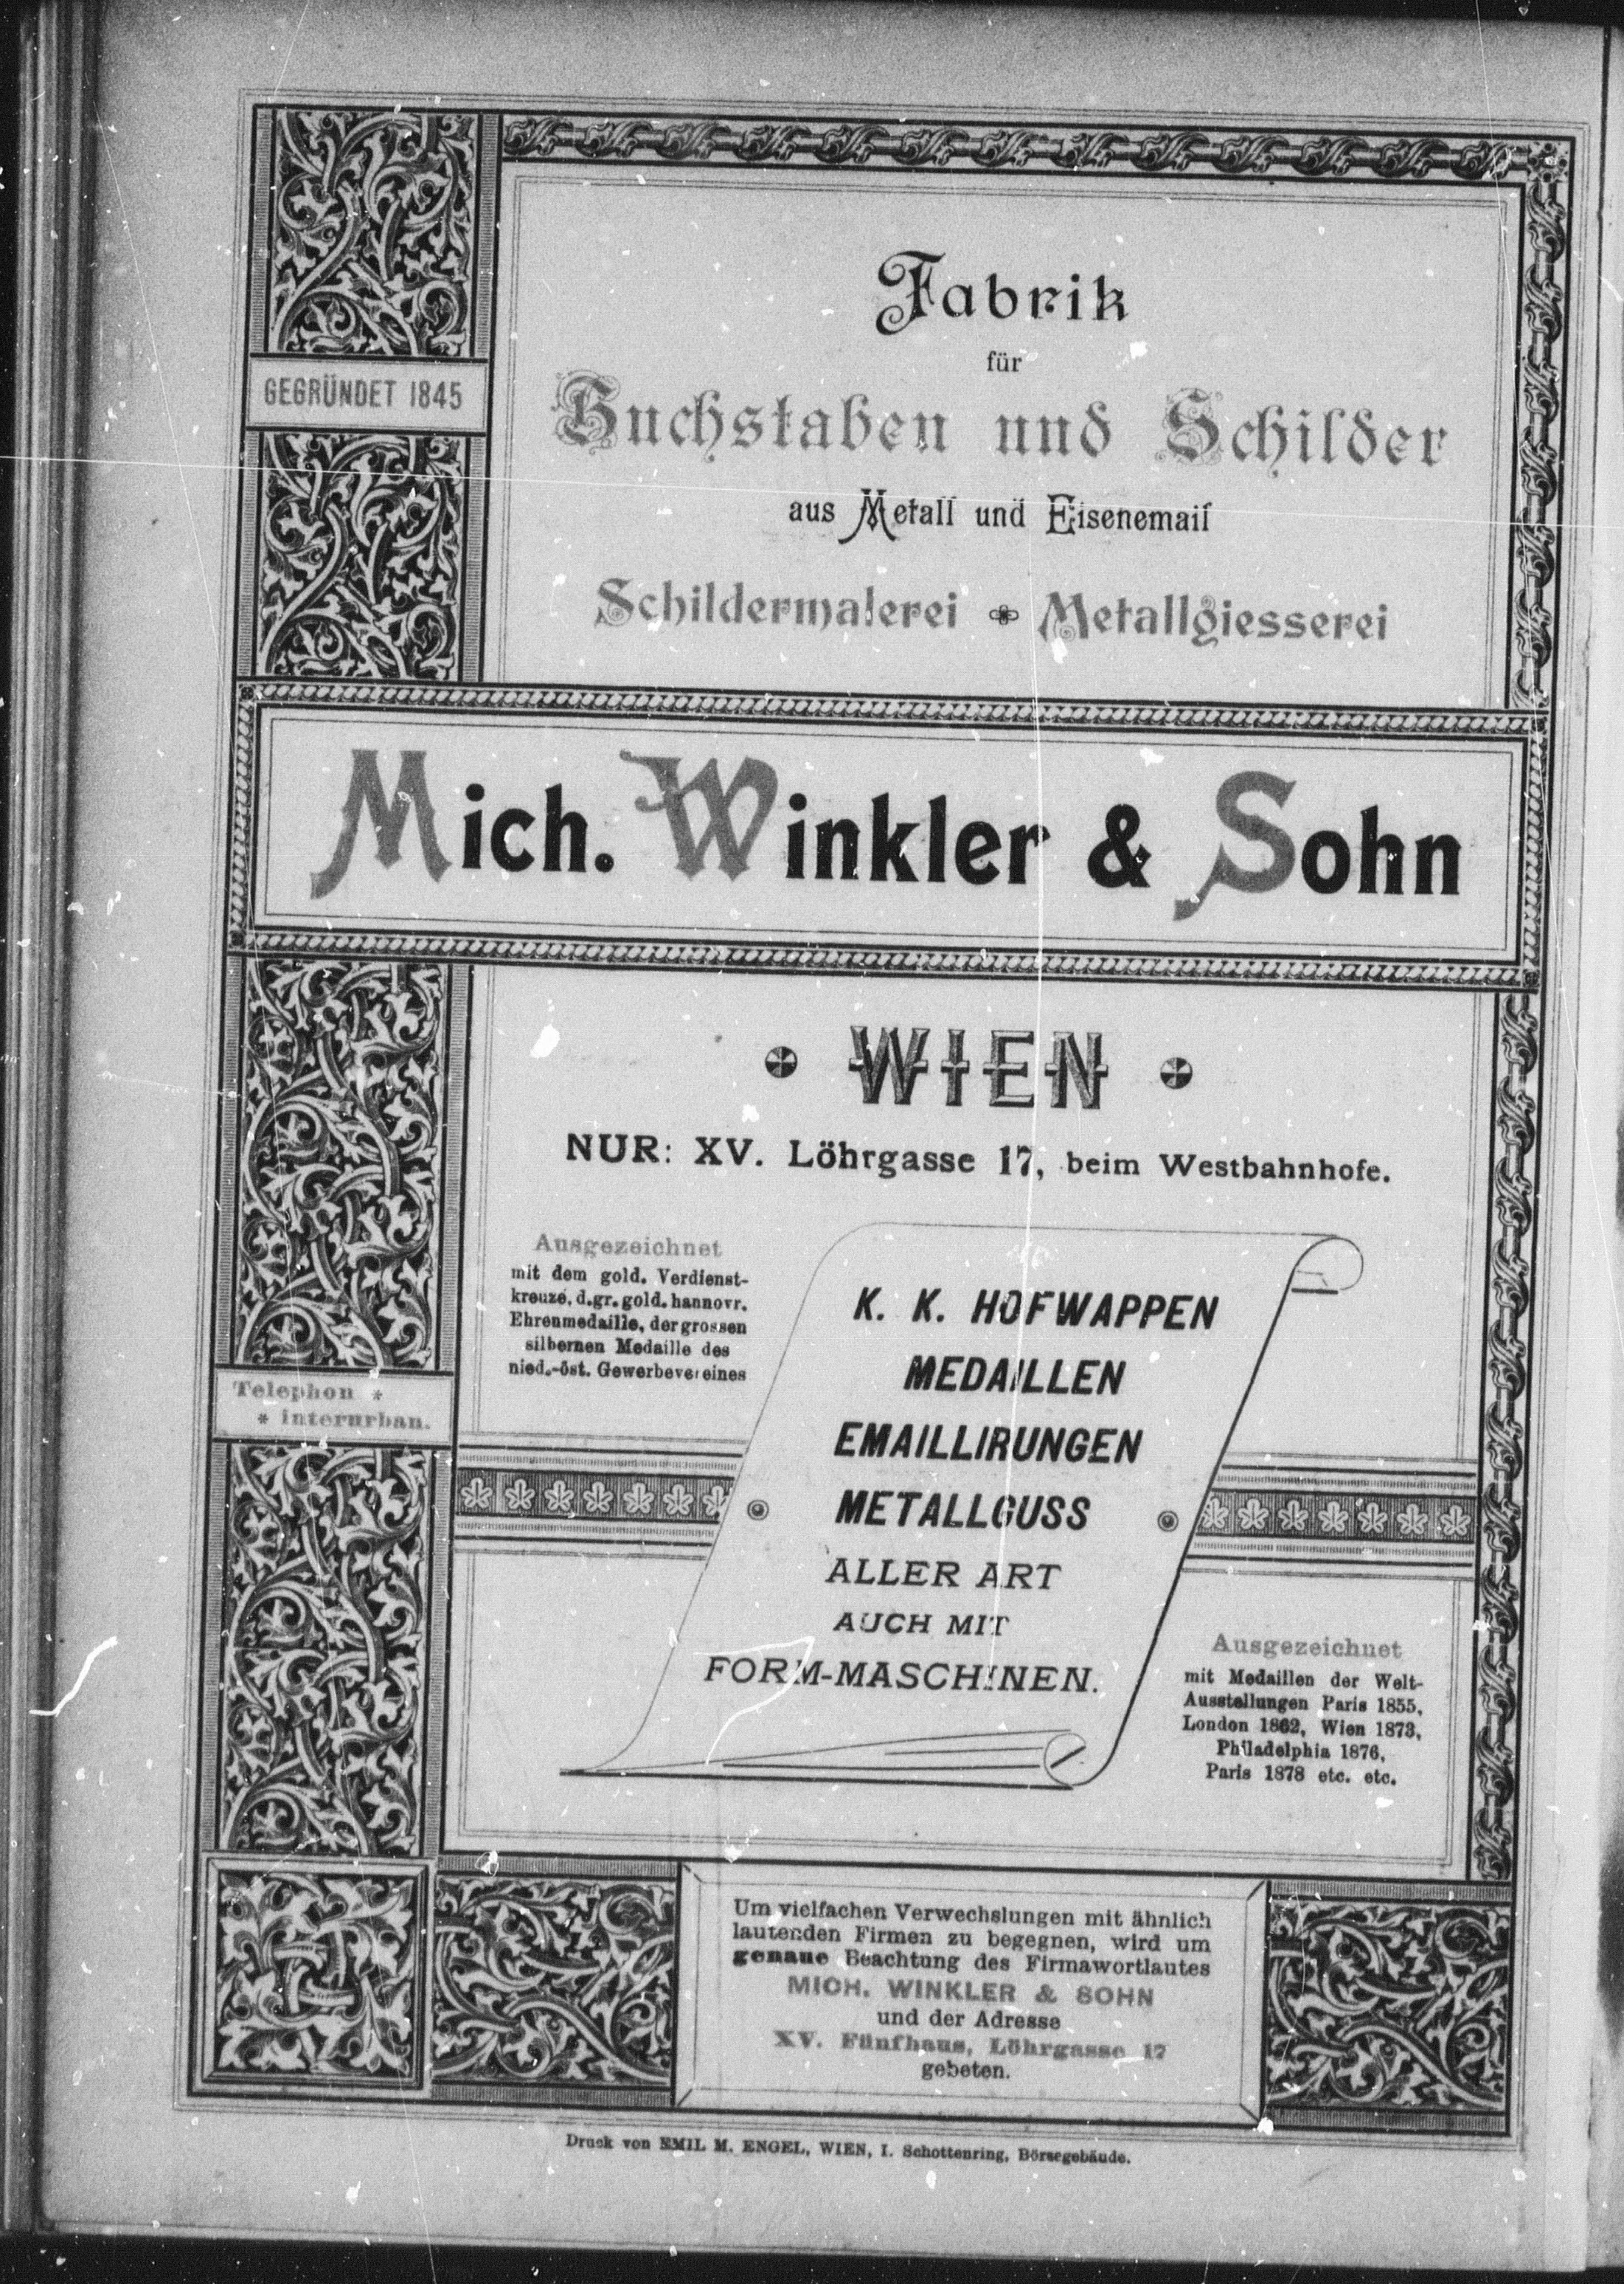 Fabrik
für
GEGRÜNDET 1845
Buchstaben und Schilder
aus Metall und Eisenemail
Schildermalerei Metallgiesserei
Mich. Winkler & Sohn
WIEN
NUR: XV. Löhrgasse 17, beim Westbahnhofe.
Ausgezeichnet
mit dem gold. Verdienst-
kreuze, d. gr. gold. hannovr.
Ehrenmedaille, der grossen
silbernen Medaille des
nied.-öst. Gewerbevereines
Telephon *
* interurban.
K. K. HOFWAPPEN
MEDAILLEN
EMAILLIRUNGEN
METALLGUSS
ALLER ART
AUCH MIT
FORM-MASCHINEN.
Ausgezeichnet
mit Medaillen der Welt-
Ausstellungen Paris 1855,
London 1862, Wien 1873,
Philadelphia 1876,
Paris 1878 etc. etc.
Um vielfachen Verwechslungen mit ähnlich
lautenden Firmen zu begegnen, wird um
genaue Beachtung des Firmawortlautes
MICH. WINKLER & SOHN
und der Adresse
XV. Fünfhaus, Löhrgasse 17
gebeten.
Druck von EMIL M. ENGEL, WIEN, I. Schottenring, Börsegebäude.